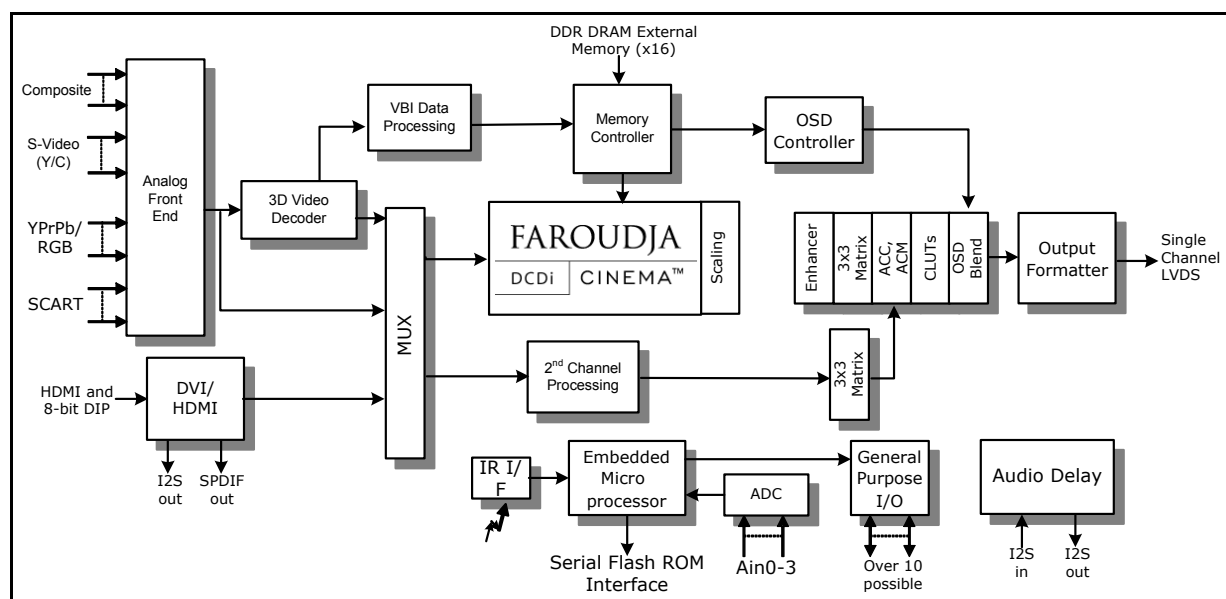 DDR DRAM External
Memory (x16)
Composite
S-Video
(Y/C)
YPrPb/
RGB
SCART
Analog
Front
End
3D Video
Decoder
VBI Data
Processing
Memory
Controller
OSD
Controller
MUX
FAROUDJA
DCDi
CINEMA™
Scaling
Enhancer
3x3
Matrix
ACC,
ACM
CLUTs
OSD
Blend
Output
Formatter
Single
Channel
LVDS
HDMI and
8-bit DIP
DVI/
HDMI
I2S
out
SPDIF
out
2nd Channel
Processing
3x3
Matrix
IR I/
F
Embedded
Micro
processor
ADC
General
Purpose
I/O
Audio Delay
Serial Flash ROM
Interface
Ain0-3
Over 10
possible
I2S
in
I2S
out